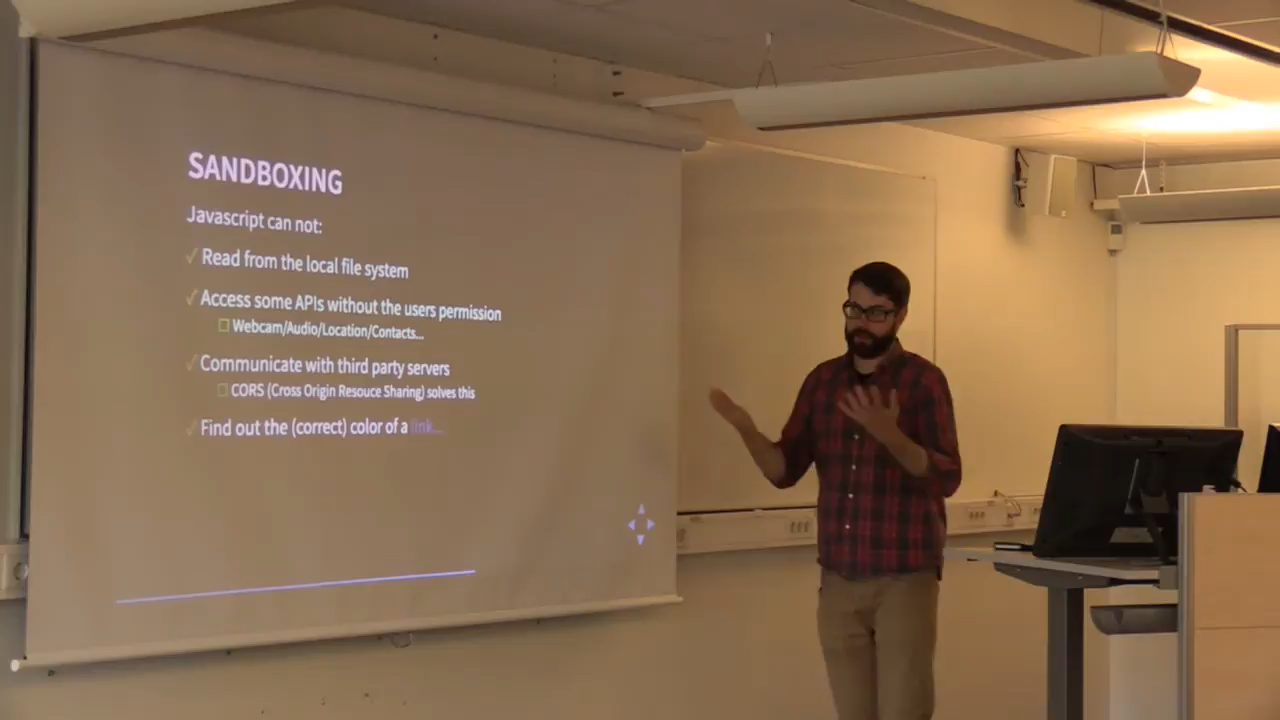 SANDBOXING
Javascript can not:
Read from the local file system
Access some APIs without the users permission
Webcam/Audio/Location/Contacts...
Communicate with third party servers
CORS (Cross Origin Resouce Sharing) solves this
Find out the (correct) color of a link...